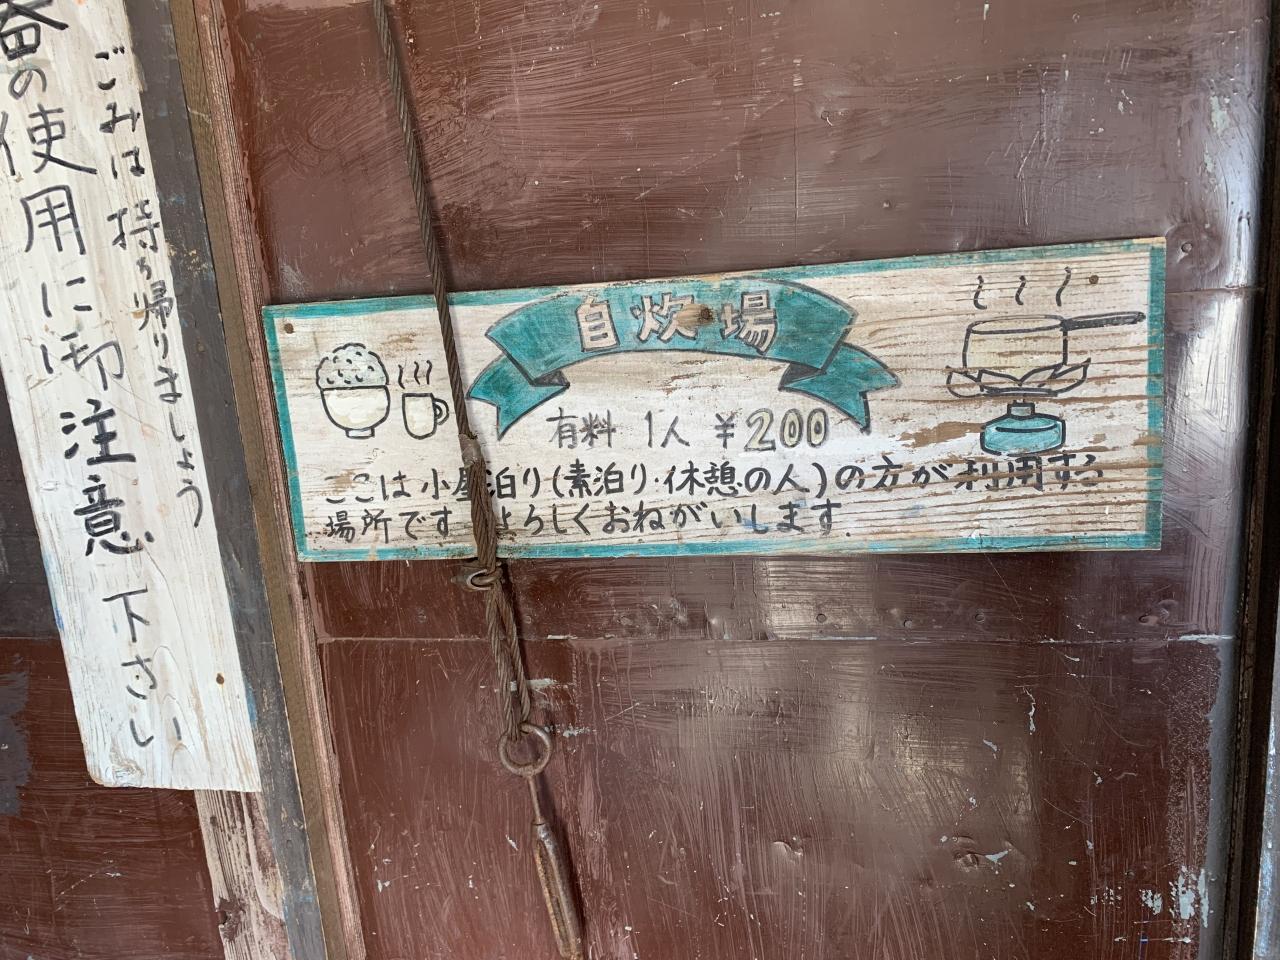 自炊場
有料 1人 ¥200
ここは小屋泊り(素泊り・休憩の人)の方が利用する
場所です よろしくおねがいします.
ごみは持ち帰りましょう
の使用に御注意下さい